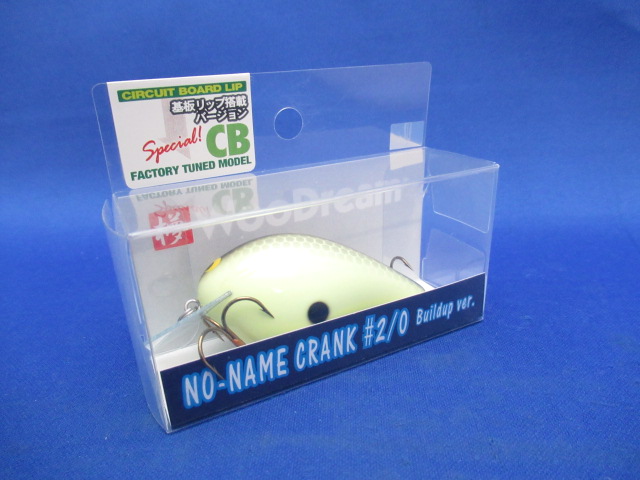 CIRCUIT BOARD LIP
基板リップ搭載
バージョン
Special! CB
FACTORY TUNED MODEL
WooDream
NO-NAME CRANK #2/0 Buildup ver.